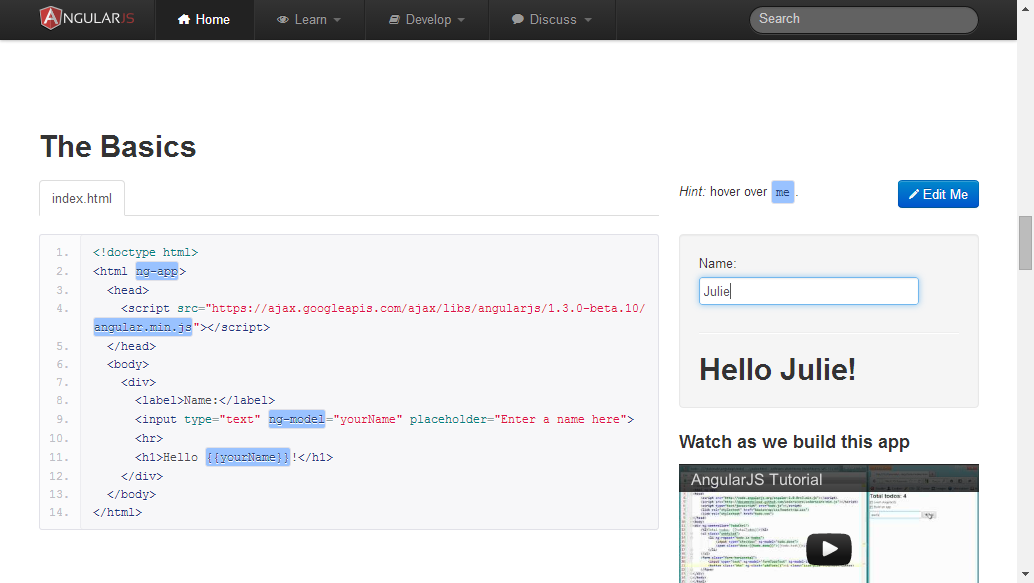 ANGULARJS Home Learn Develop Discuss Search
The Basics
index.html
Hint: hover over me.
Edit Me
1. <!doctype html>
2. <html ng-app>
3. <head>
4. <script src="https://ajax.googleapis.com/ajax/libs/angularjs/1.3.0-beta.10/
angular.min.js"></script>
5. </head>
6. <body>
7. <div>
8. <label>Name:</label>
9. <input type="text" ng-model="yourName" placeholder="Enter a name here">
10. <hr>
11. <h1>Hello {{yourName}}!</h1>
12. </div>
13. </body>
14. </html>
Name:
Julie
Hello Julie!
Watch as we build this app
AngularJS Tutorial
Total todos: 4